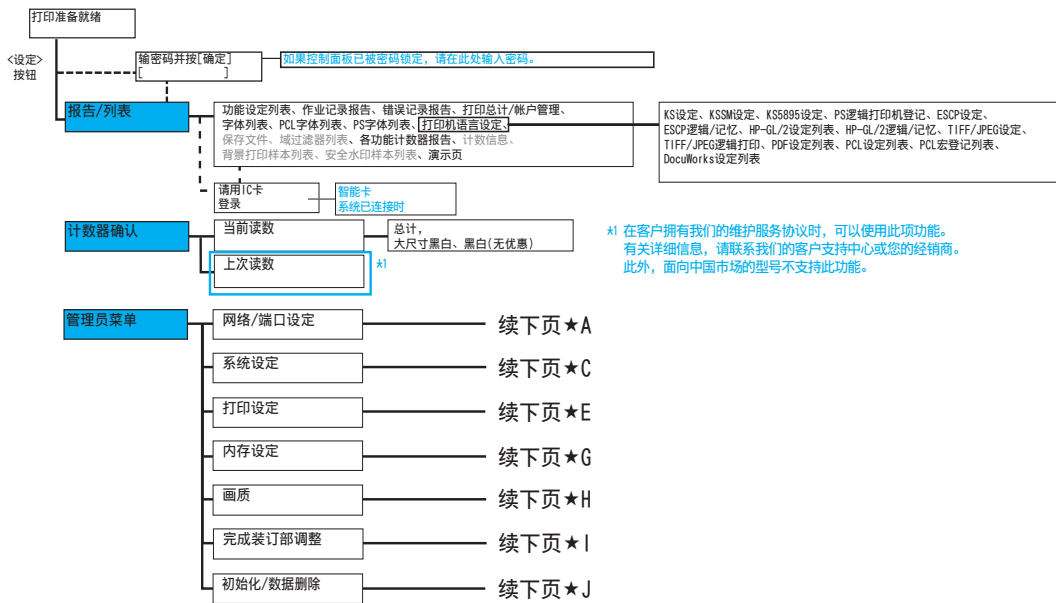 打印准备就绪
<设定>
按钮
输密码并按[确定]
[ ]
如果控制面板已被密码锁定，请在此处输入密码。
报告/列表
功能设定列表、作业记录报告、错误记录报告、打印总计/帐户管理、
字体列表、PCL字体列表、PS字体列表、打印机语言设定、
保存文件、域过滤器列表、各功能计数器报告、计数信息、
背景打印样本列表、安全水印样本列表、演示页
KS设定、KSSM设定、KS5895设定、PS逻辑打印机登记、ESCP设定、
ESCP逻辑/记忆、HP-GL/2设定列表、HP-GL/2逻辑/记忆、TIFF/JPEG设定、
TIFF/JPEG逻辑打印、PDF设定列表、PCL设定列表、PCL宏登记列表、
DocuWorks设定列表
请用IC卡
登录
智能卡
系统已连接时
计数器确认
当前读数
总计，
大尺寸黑白、黑白(无优惠)
上次读数
*1
*1 在客户拥有我们的维护服务协议时，可以使用此项功能。
有关详细信息，请联系我们的客户支持中心或您的经销商。
此外，面向中国市场的型号不支持此功能。
管理员菜单
网络/端口设定
续下页★A
系统设定
续下页★C
打印设定
续下页★E
内存设定
续下页★G
画质
续下页★H
完成装订部调整
续下页★I
初始化/数据删除
续下页★J